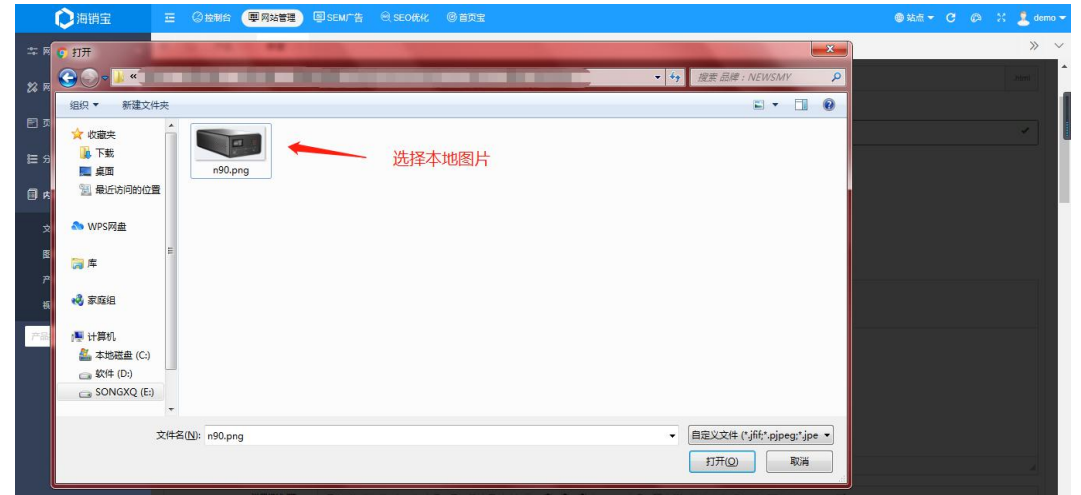 海销宝 控制台 网站管理 SEM广告 SEO优化 首页宝 站点 demo
打开
«
搜索 品牌：NEWSMY
组织 新建文件夹
收藏夹
下载
桌面
最近访问的位置
WPS网盘
库
家庭组
计算机
本地磁盘 (C:)
软件 (D:)
SONGXQ (E:)
n90.png
选择本地图片
文件名(N): n90.png 自定义文件 (*.jfif;*.pjpeg;*.jpe
打开(O) 取消